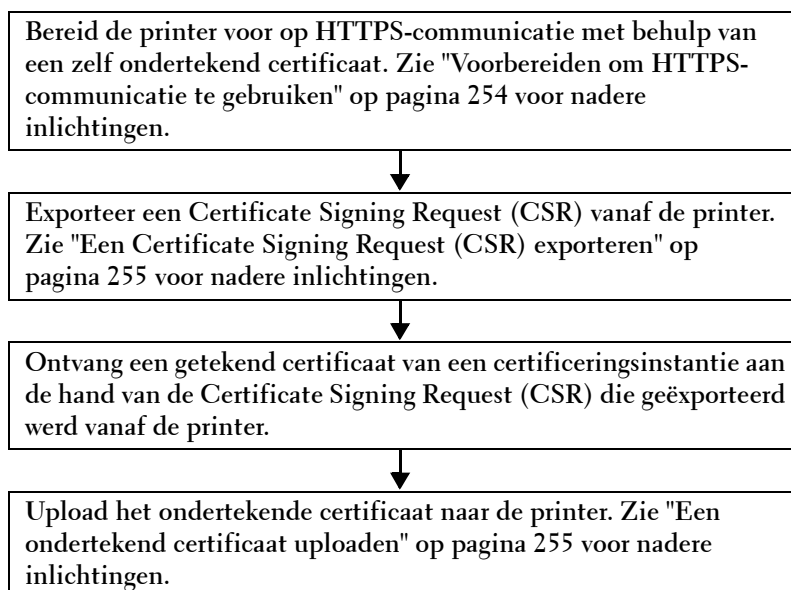 Bereid de printer voor op HTTPS-communicatie met behulp van
een zelf ondertekend certificaat. Zie "Voorbereiden om HTTPS-
communicatie te gebruiken" op pagina 254 voor nadere
inlichtingen.
Exporteer een Certificate Signing Request (CSR) vanaf de printer.
Zie "Een Certificate Signing Request (CSR) exporteren" op
pagina 255 voor nadere inlichtingen.
Ontvang een getekend certificaat van een certificeringsinstantie aan
de hand van de Certificate Signing Request (CSR) die geëxporteerd
werd vanaf de printer.
Upload het ondertekende certificaat naar de printer. Zie "Een
ondertekend certificaat uploaden" op pagina 255 voor nadere
inlichtingen.